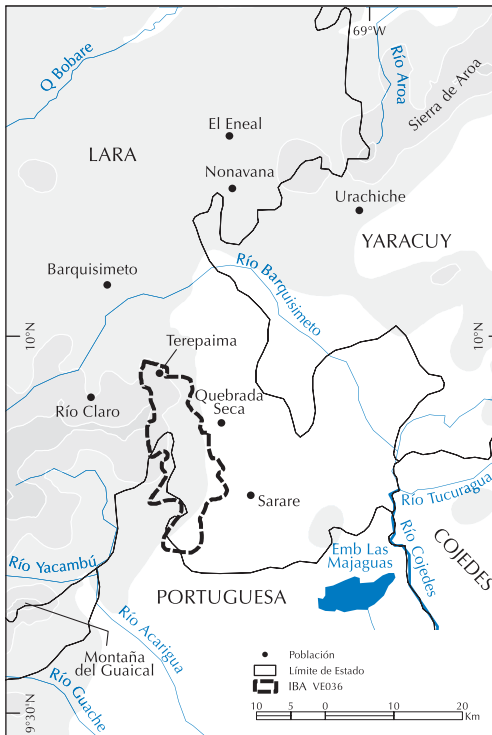 69°W
Q Bobare
Río Aroa
Sierra de Aroa
El Eneal
LARA
Nonavana
Urachiche
YARACUY
Río Barquisimeto
Barquisimeto
10°N
10°N
Terepaima
Quebrada
Seca
Río Claro
Sarare
Río Tucuragua
Río Cojedes
COJEDES
Emb Las
Majaguas
Río Yacambú
PORTUGUESA
Río Acarigua
Montaña
del Guaical
Río Guache
9°30'N
Población
Límite de Estado
IBA VE036
10 5 0 10 20
Km